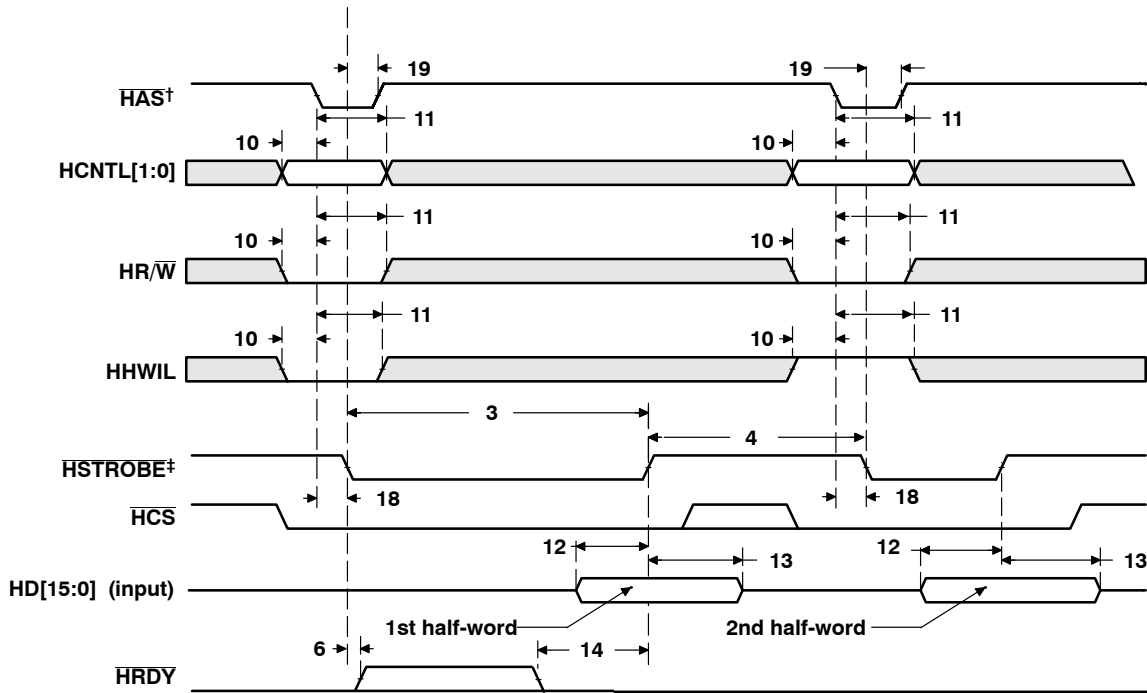 19 19
HAS†
11 11
10 10
HCNTL[1:0]
11 11
10 10
HR/W
11 11
10 10
HHWIL
3
4
HSTROBE‡
18 18
HCS
12 12
13 13
HD[15:0] (input)
1st half-word 2nd half-word
6 14
HRDY